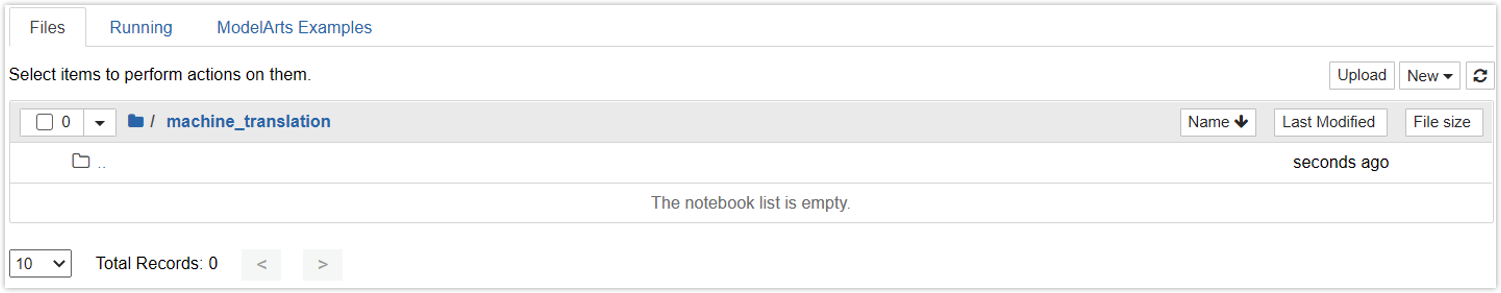 Files Running ModelArts Examples
Select items to perform actions on them. Upload New
0 / machine_translation Name Last Modified File size
.. seconds ago
The notebook list is empty.
10 Total Records: 0 < >